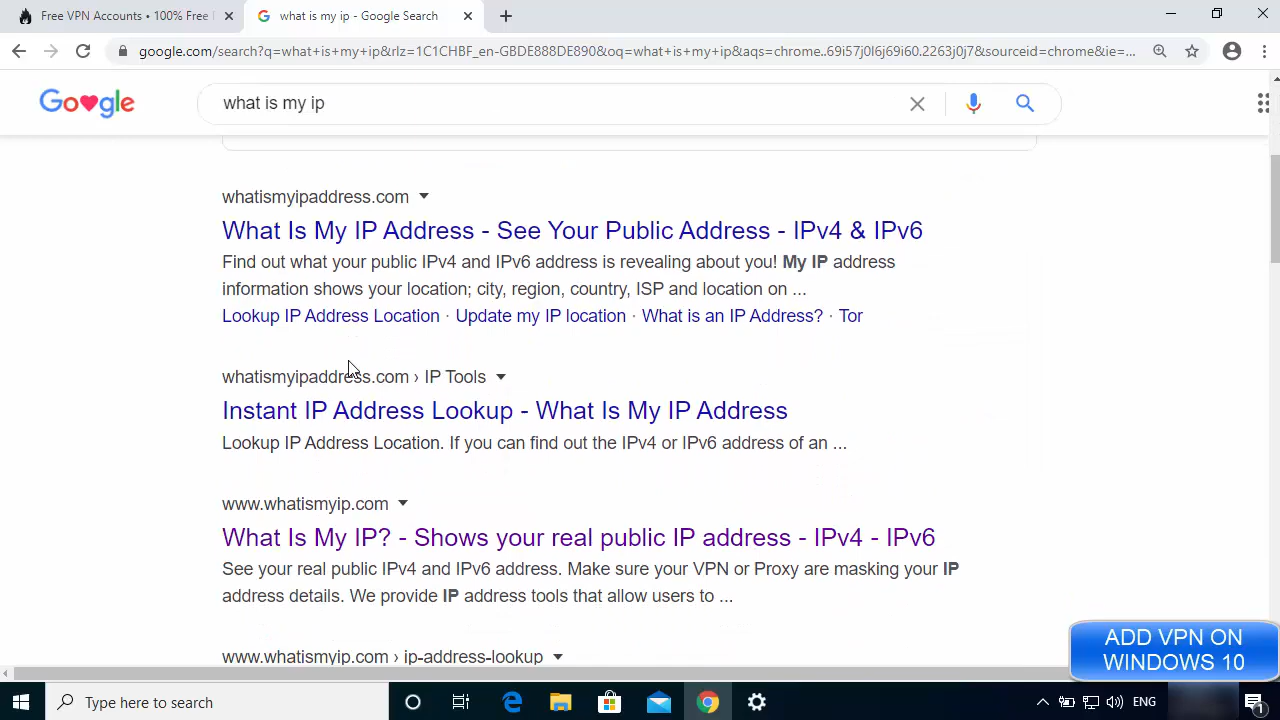 Free VPN Accounts • 100% Free
what is my ip - Google Search
google.com/search?q=what+is+my+ip&rlz=1C1CHBF_en-GBDE888DE890&oq=what+is+my+ip&aqs=chrome..69i57j0l6j69i60.2263j0j7&sourceid=chrome&ie=...
Google
what is my ip
whatismyipaddress.com
What Is My IP Address - See Your Public Address - IPv4 & IPv6
Find out what your public IPv4 and IPv6 address is revealing about you! My IP address
information shows your location; city, region, country, ISP and location on ...
Lookup IP Address Location · Update my IP location · What is an IP Address? · Tor
whatismyipaddress.com › IP Tools
Instant IP Address Lookup - What Is My IP Address
Lookup IP Address Location. If you can find out the IPv4 or IPv6 address of an ...
www.whatismyip.com
What Is My IP? - Shows your real public IP address - IPv4 - IPv6
See your real public IPv4 and IPv6 address. Make sure your VPN or Proxy are masking your IP
address details. We provide IP address tools that allow users to ...
www.whatismyip.com › ip-address-lookup
ADD VPN ON
WINDOWS 10
Type here to search
ENG
1